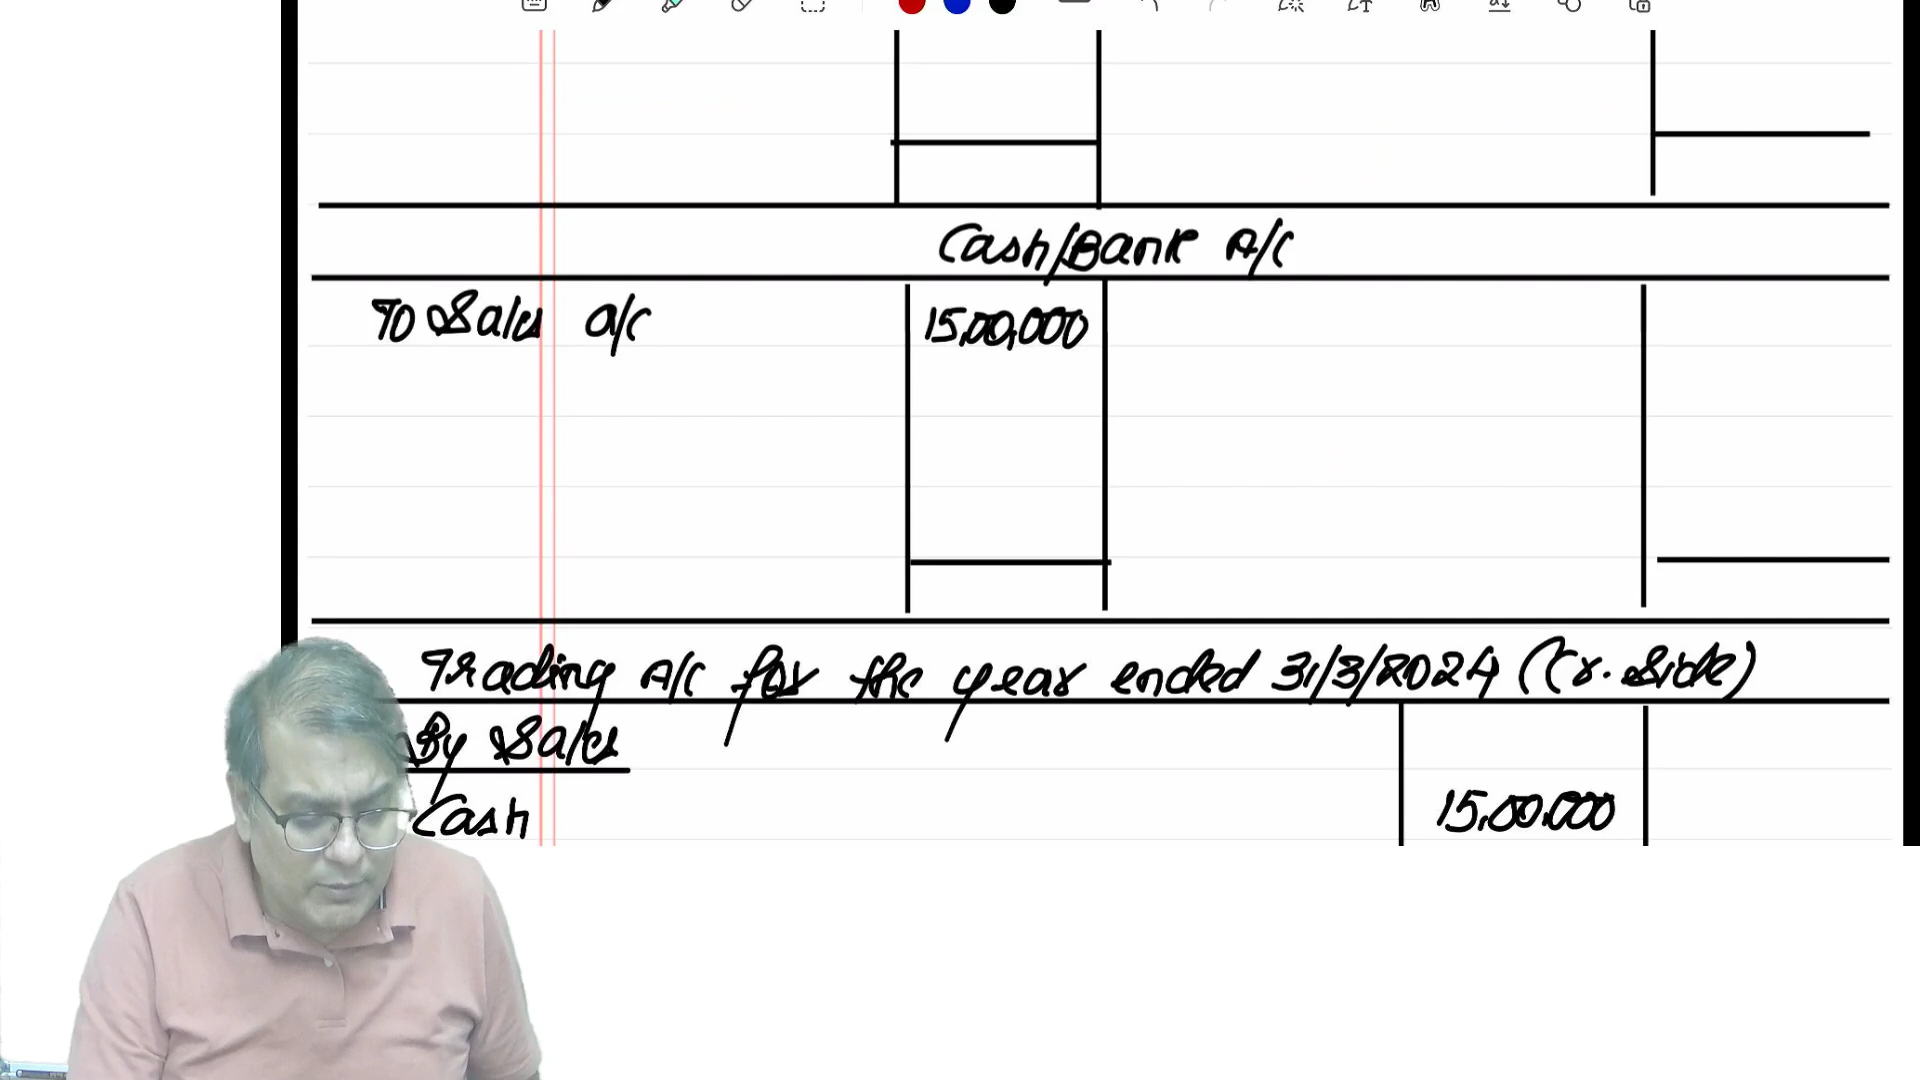 Cash/Bank A/c
To Sales a/c 15,00,000
Trading A/c for the year ended 31/3/2024 (Cr. Side)
By Sales
Cash 15,00,000